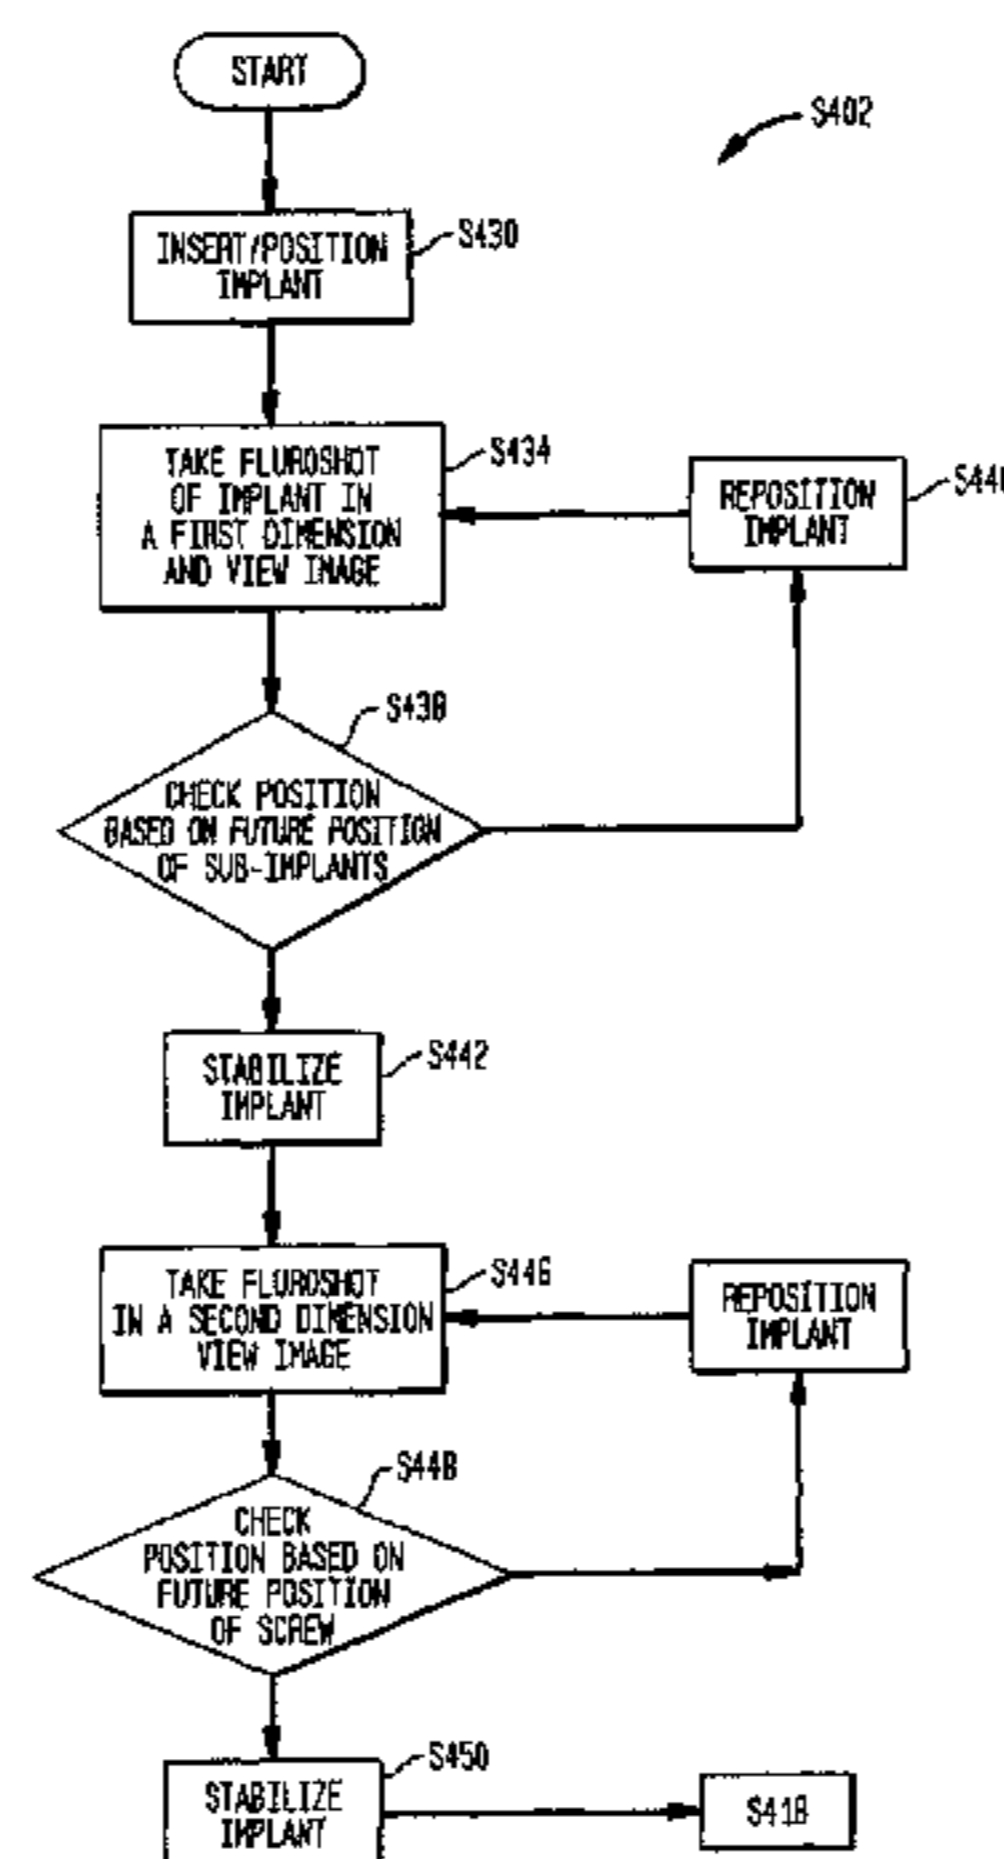 START
S402
INSERT/POSITION
IMPLANT
S430
TAKE FLUROSHOT
OF IMPLANT IN
A FIRST DIMENSION
AND VIEW IMAGE
S434
REPOSITION
IMPLANT
S438
CHECK POSITION
BASED ON FUTURE POSITION
OF SUB-IMPLANTS
STABILIZE
IMPLANT
S442
TAKE FLUROSHOT
IN A SECOND DIMENSION
VIEW IMAGE
S446
REPOSITION
IMPLANT
S448
CHECK
POSITION BASED ON
FUTURE POSITION
OF SCREW
STABILIZE
IMPLANT
S450
S418